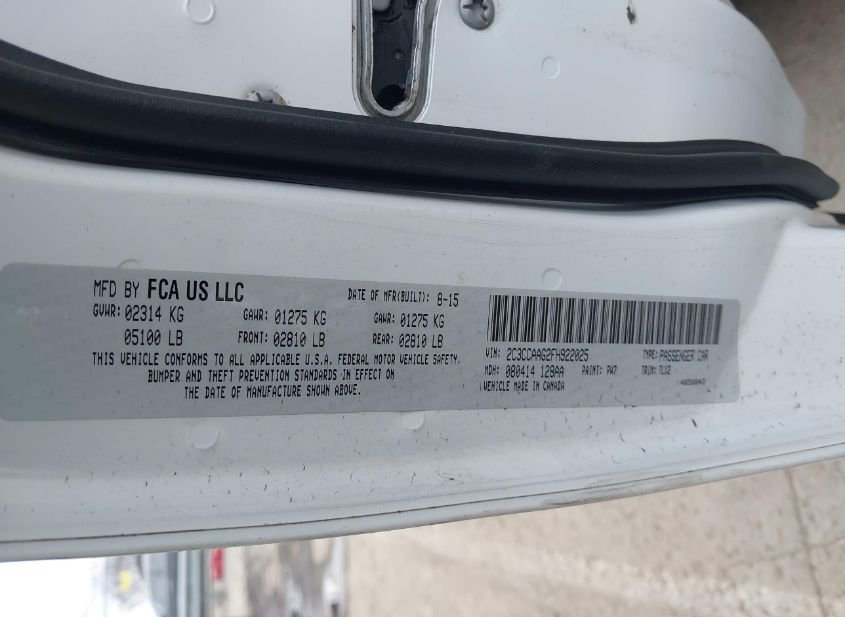 MFD BY FCA US LLC DATE OF MFR(BUILT): 8-15
GVWR: 02314 KG GAWR: 01275 KG GAWR: 01275 KG
05100 LB FRONT: 02810 LB REAR: 02810 LB
THIS VEHICLE CONFORMS TO ALL APPLICABLE U.S.A. FEDERAL MOTOR VEHICLE SAFETY,
BUMPER AND THEFT PREVENTION STANDARDS IN EFFECT ON
THE DATE OF MANUFACTURE SHOWN ABOVE.
VIN: 2C3CCAAG2FH922025 TYPE: PASSENGER CAR
MDH: 080414 128AA PAINT: PW7 TRIM: TLX2
VEHICLE MADE IN CANADA